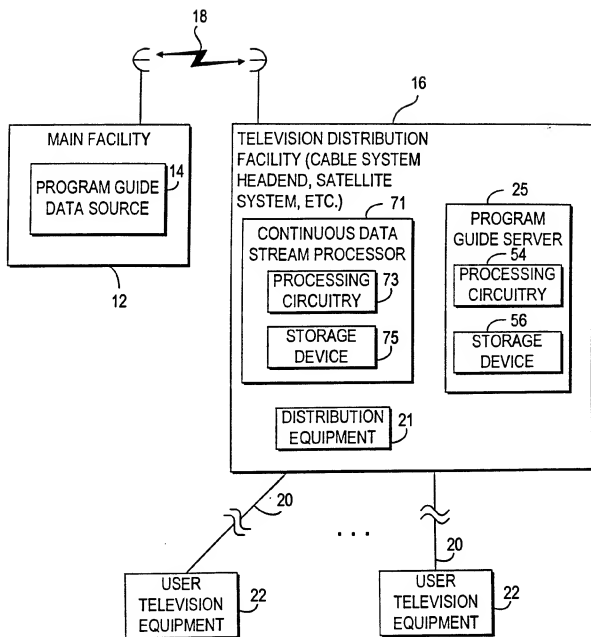 18
16
MAIN FACILITY
14
PROGRAM GUIDE
DATA SOURCE
12
TELEVISION DISTRIBUTION
FACILITY (CABLE SYSTEM
HEADEND, SATELLITE
SYSTEM, ETC.)
71
CONTINUOUS DATA
STREAM PROCESSOR
PROCESSING
CIRCUITRY
73
STORAGE
DEVICE
75
25
PROGRAM
GUIDE SERVER
54
PROCESSING
CIRCUITRY
56
STORAGE
DEVICE
DISTRIBUTION
EQUIPMENT
21
20
. . .
20
USER
TELEVISION
EQUIPMENT
22
USER
TELEVISION
EQUIPMENT
22